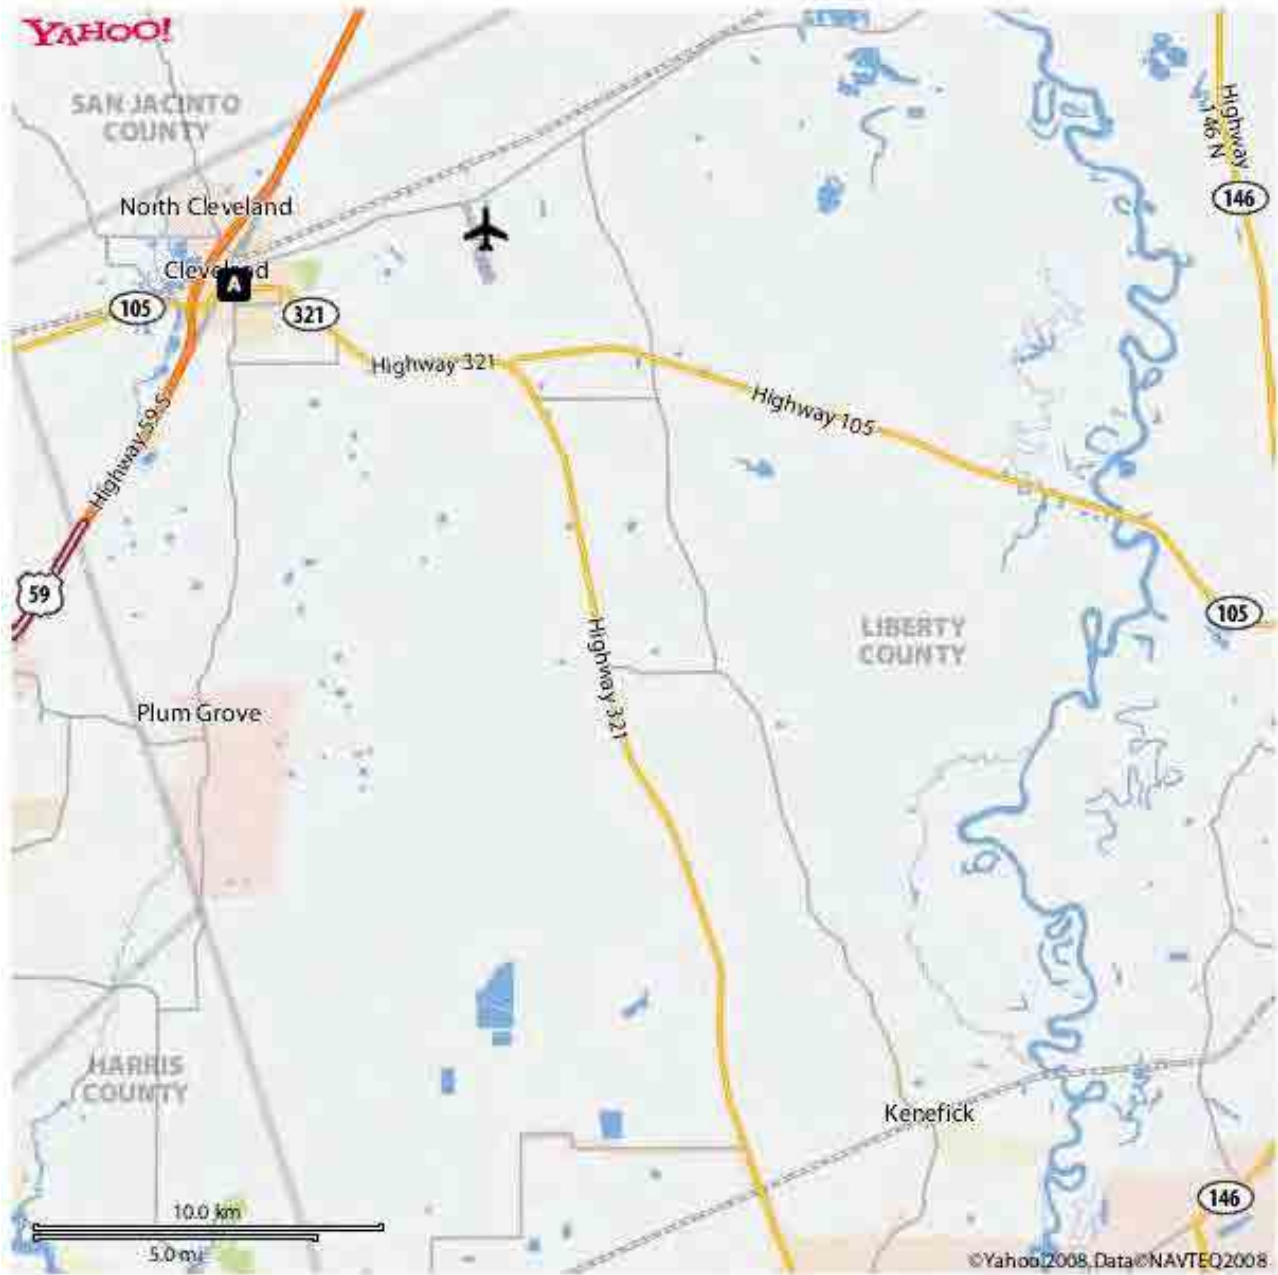 YAHOO!
SAN JACINTO
COUNTY
Highway
146 N
146
North Cleveland
Cleveland
A
105
321
Highway 321
Highway 105
Highway 59 S
59
105
LIBERTY
COUNTY
Highway 321
Plum Grove
HARRIS
COUNTY
Kenefick
146
10.0 km
5.0 mi
©Yahoo!2008,Data©NAVTEQ2008